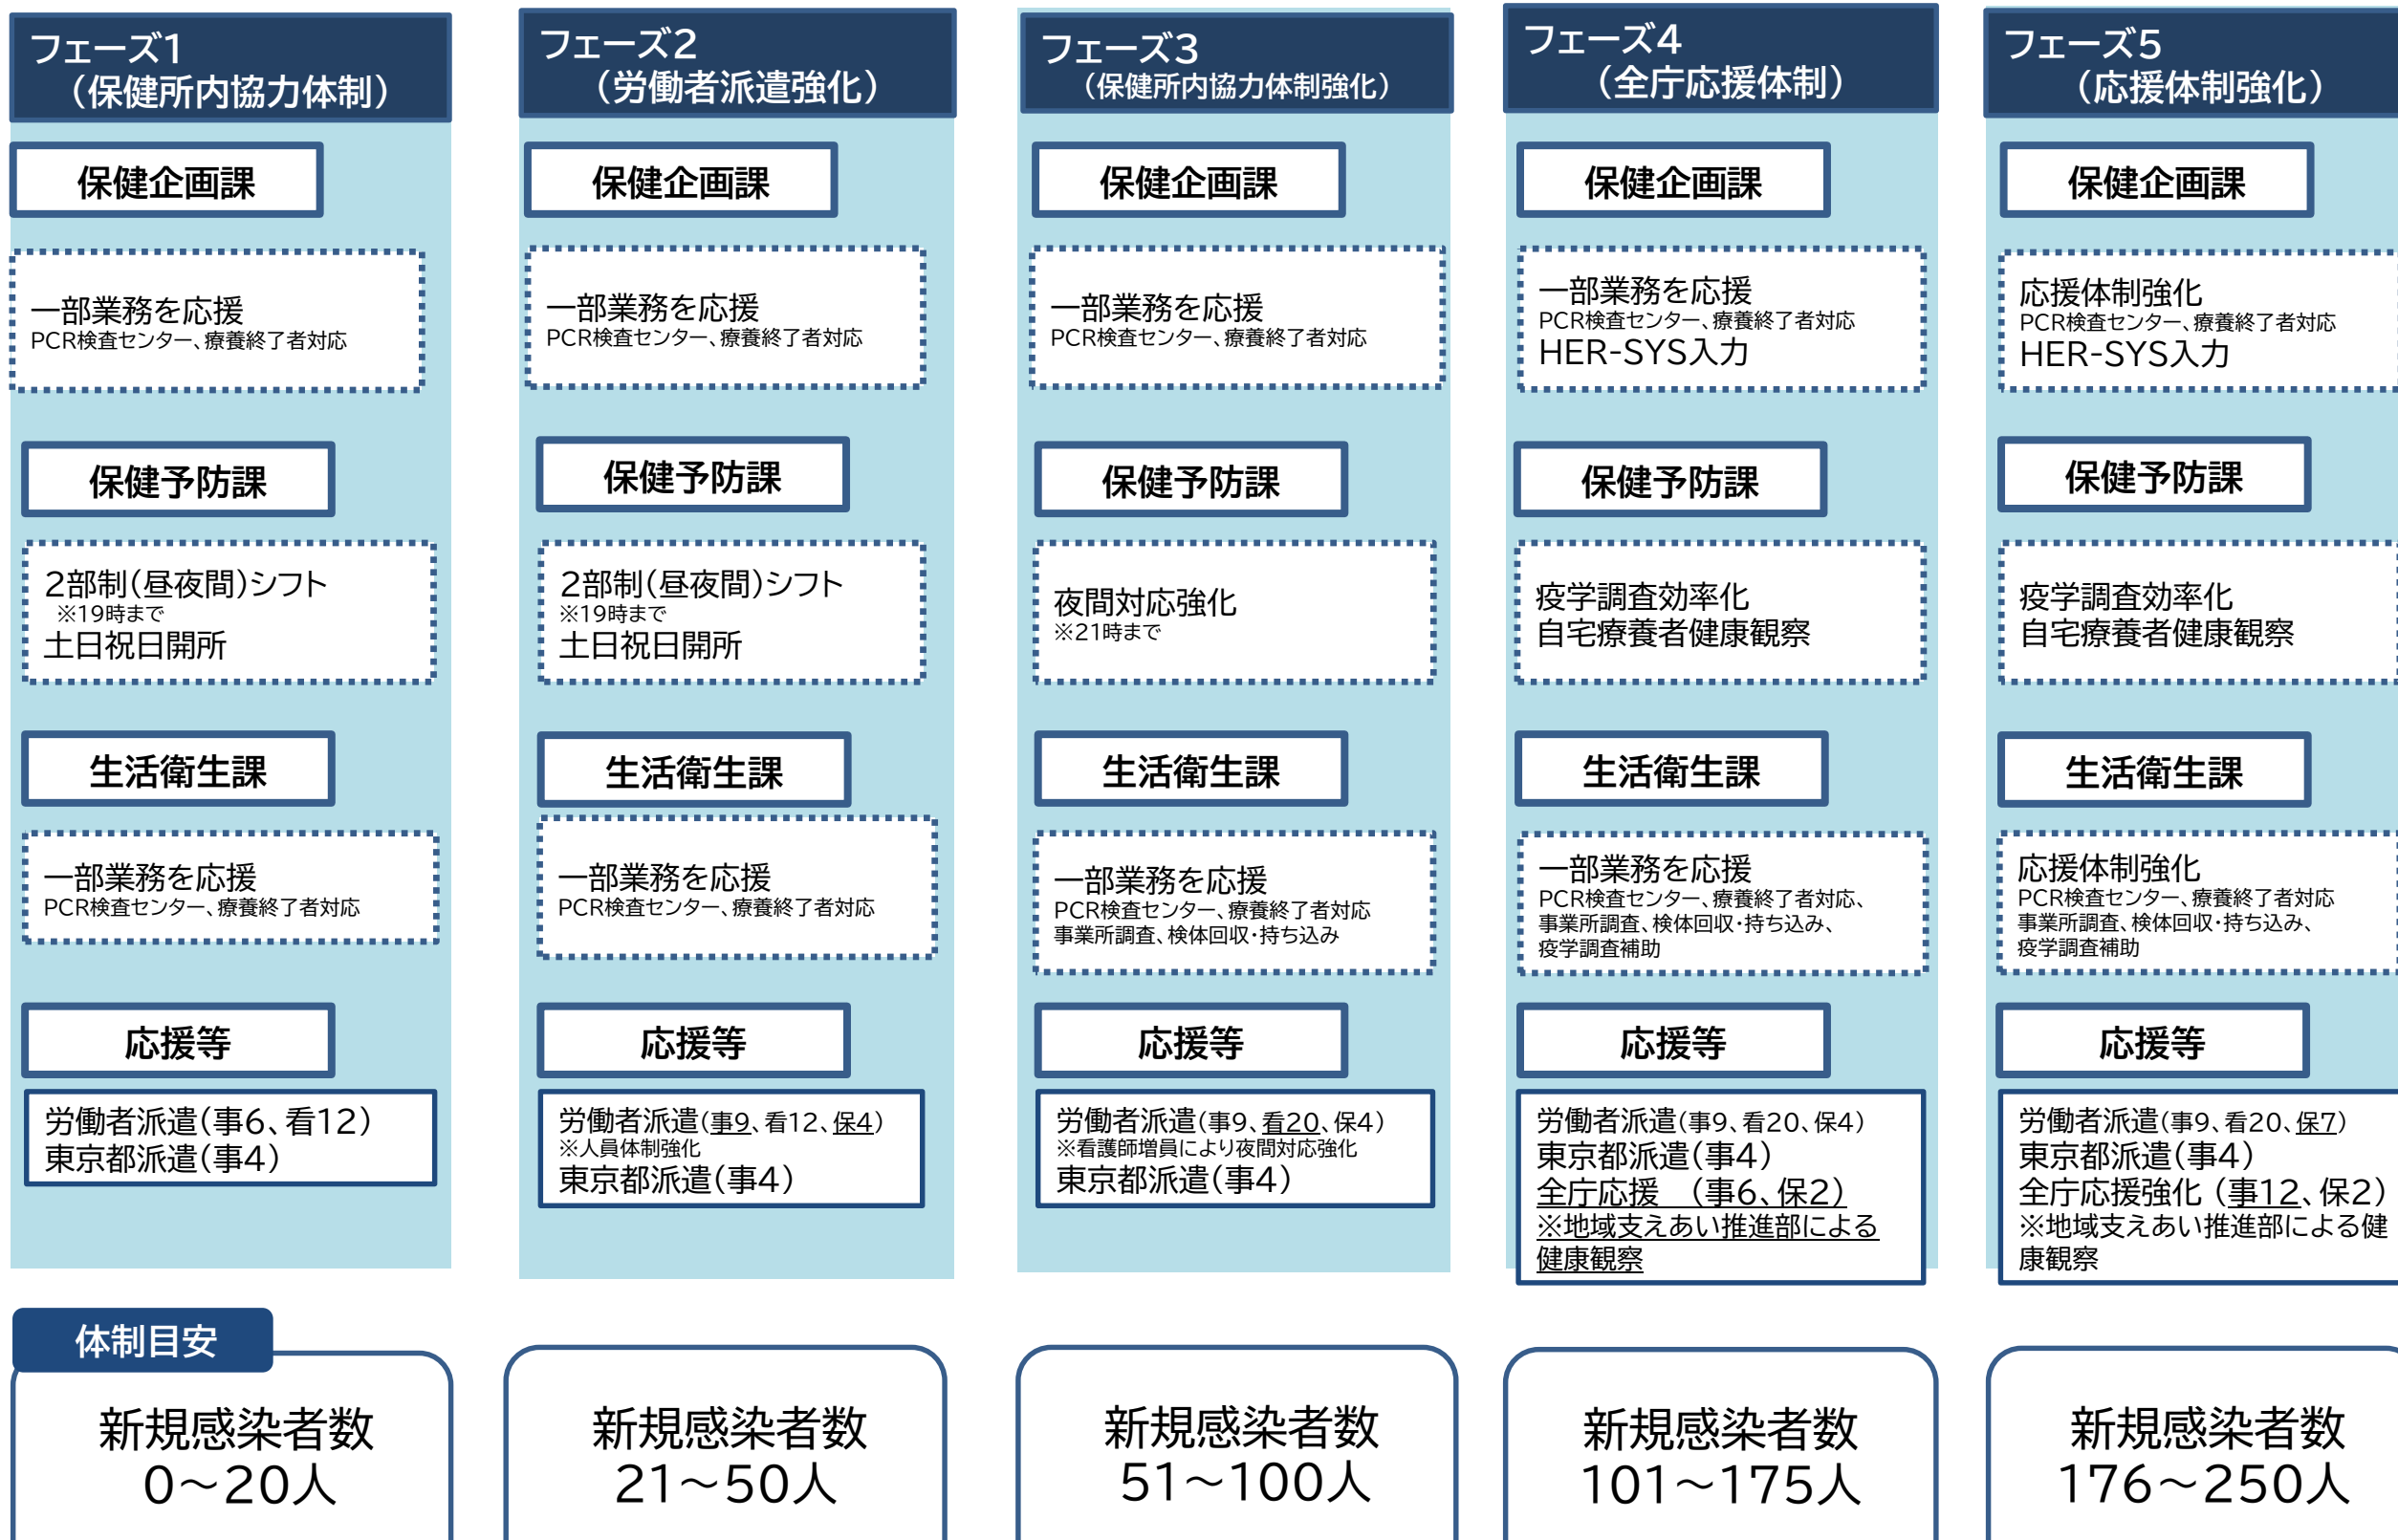 フェーズ1
（保健所内協力体制）
保健企画課
一部業務を応援
PCR検査センター、療養終了者対応
保健予防課
2部制（昼夜間）シフト
※19時まで
土日祝日開所
生活衛生課
一部業務を応援
PCR検査センター、療養終了者対応
応援等
労働者派遣（事6、看12）
東京都派遣（事4）
フェーズ2
（労働者派遣強化）
保健企画課
一部業務を応援
PCR検査センター、療養終了者対応
保健予防課
2部制（昼夜間）シフト
※19時まで
土日祝日開所
生活衛生課
一部業務を応援
PCR検査センター、療養終了者対応
応援等
労働者派遣（事9、看12、保4）
※人員体制強化
東京都派遣（事4）
フェーズ3
（保健所内協力体制強化）
保健企画課
一部業務を応援
PCR検査センター、療養終了者対応
保健予防課
夜間対応強化
※21時まで
生活衛生課
一部業務を応援
PCR検査センター、療養終了者対応
事業所調査、検体回収・持ち込み
応援等
労働者派遣（事9、看20、保4）
※看護師増員により夜間対応強化
東京都派遣（事4）
フェーズ4
（全庁応援体制）
保健企画課
一部業務を応援
PCR検査センター、療養終了者対応
HER-SYS入力
保健予防課
疫学調査効率化
自宅療養者健康観察
生活衛生課
一部業務を応援
PCR検査センター、療養終了者対応、
事業所調査、検体回収・持ち込み、
疫学調査補助
応援等
労働者派遣（事9、看20、保4）
東京都派遣（事4）
全庁応援　（事6、保2）
※地域支えあい推進部による
健康観察
フェーズ5
（応援体制強化）
保健企画課
応援体制強化
PCR検査センター、療養終了者対応
HER-SYS入力
保健予防課
疫学調査効率化
自宅療養者健康観察
生活衛生課
応援体制強化
PCR検査センター、療養終了者対応
事業所調査、検体回収・持ち込み、
疫学調査補助
応援等
労働者派遣（事9、看20、保7）
東京都派遣（事4）
全庁応援強化（事12、保2）
※地域支えあい推進部による健
康観察
体制目安
新規感染者数
0～20人
新規感染者数
21～50人
新規感染者数
51～100人
新規感染者数
101～175人
新規感染者数
176～250人